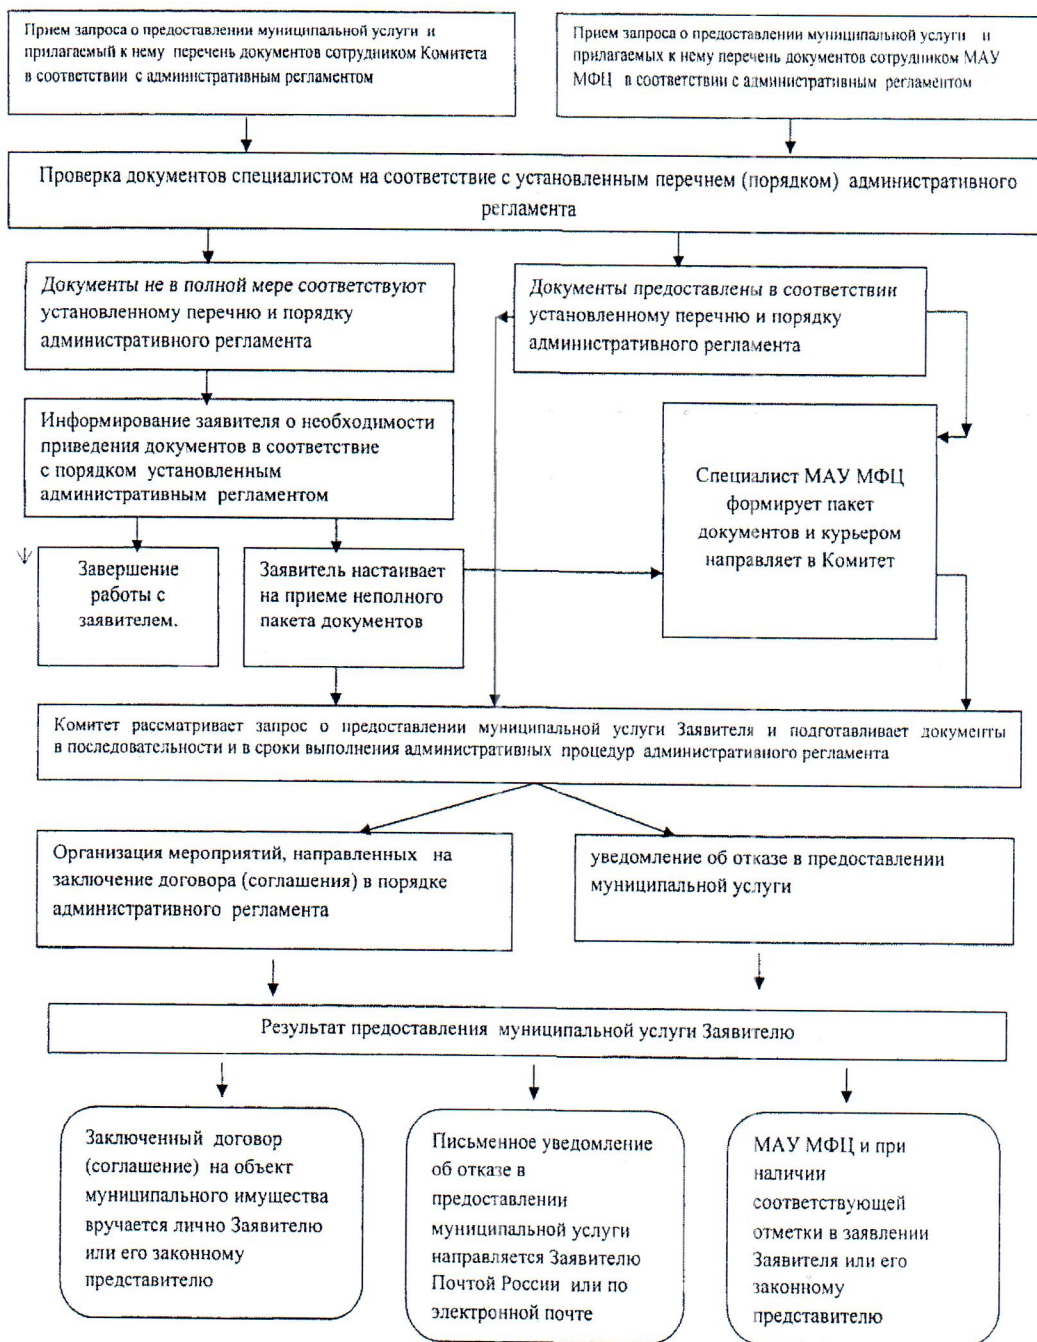 Прием запроса о предоставлении муниципальной услуги и
прилагаемый к нему перечень документов сотрудником Комитета
в соответствии с административным регламентом
Прием запроса о предоставлении муниципальной услуги и
прилагаемых к нему перечень документов сотрудником МАУ
МФЦ в соответствии с административным регламентом
Проверка документов специалистом на соответствие с установленным перечнем (порядком) административного
регламента
Документы не в полной мере соответствуют
установленному перечню и порядку
административного регламента
Документы предоставлены в соответствии
установленному перечню и порядку
административного регламента
Информирование заявителя о необходимости
приведения документов в соответствие
с порядком установленным
административным регламентом
Специалист МАУ МФЦ
формирует пакет
документов и курьером
направляет в Комитет
Завершение
работы с
заявителем.
Заявитель настаивает
на приеме неполного
пакета документов
Комитет рассматривает запрос о предоставлении муниципальной услуги Заявителя и подготавливает документы
в последовательности и в сроки выполнения административных процедур административного регламента
Организация мероприятий, направленных на
заключение договора (соглашения) в порядке
административного регламента
уведомление об отказе в предоставлении
муниципальной услуги
Результат предоставления муниципальной услуги Заявителю
Заключенный договор
(соглашение) на объект
муниципального имущества
вручается лично Заявителю
или его законному
представителю
Письменное уведомление
об отказе в
предоставлении
муниципальной услуги
направляется Заявителю
Почтой России или по
электронной почте
МАУ МФЦ и при
наличии
соответствующей
отметки в заявлении
Заявителя или его
законному
представителю